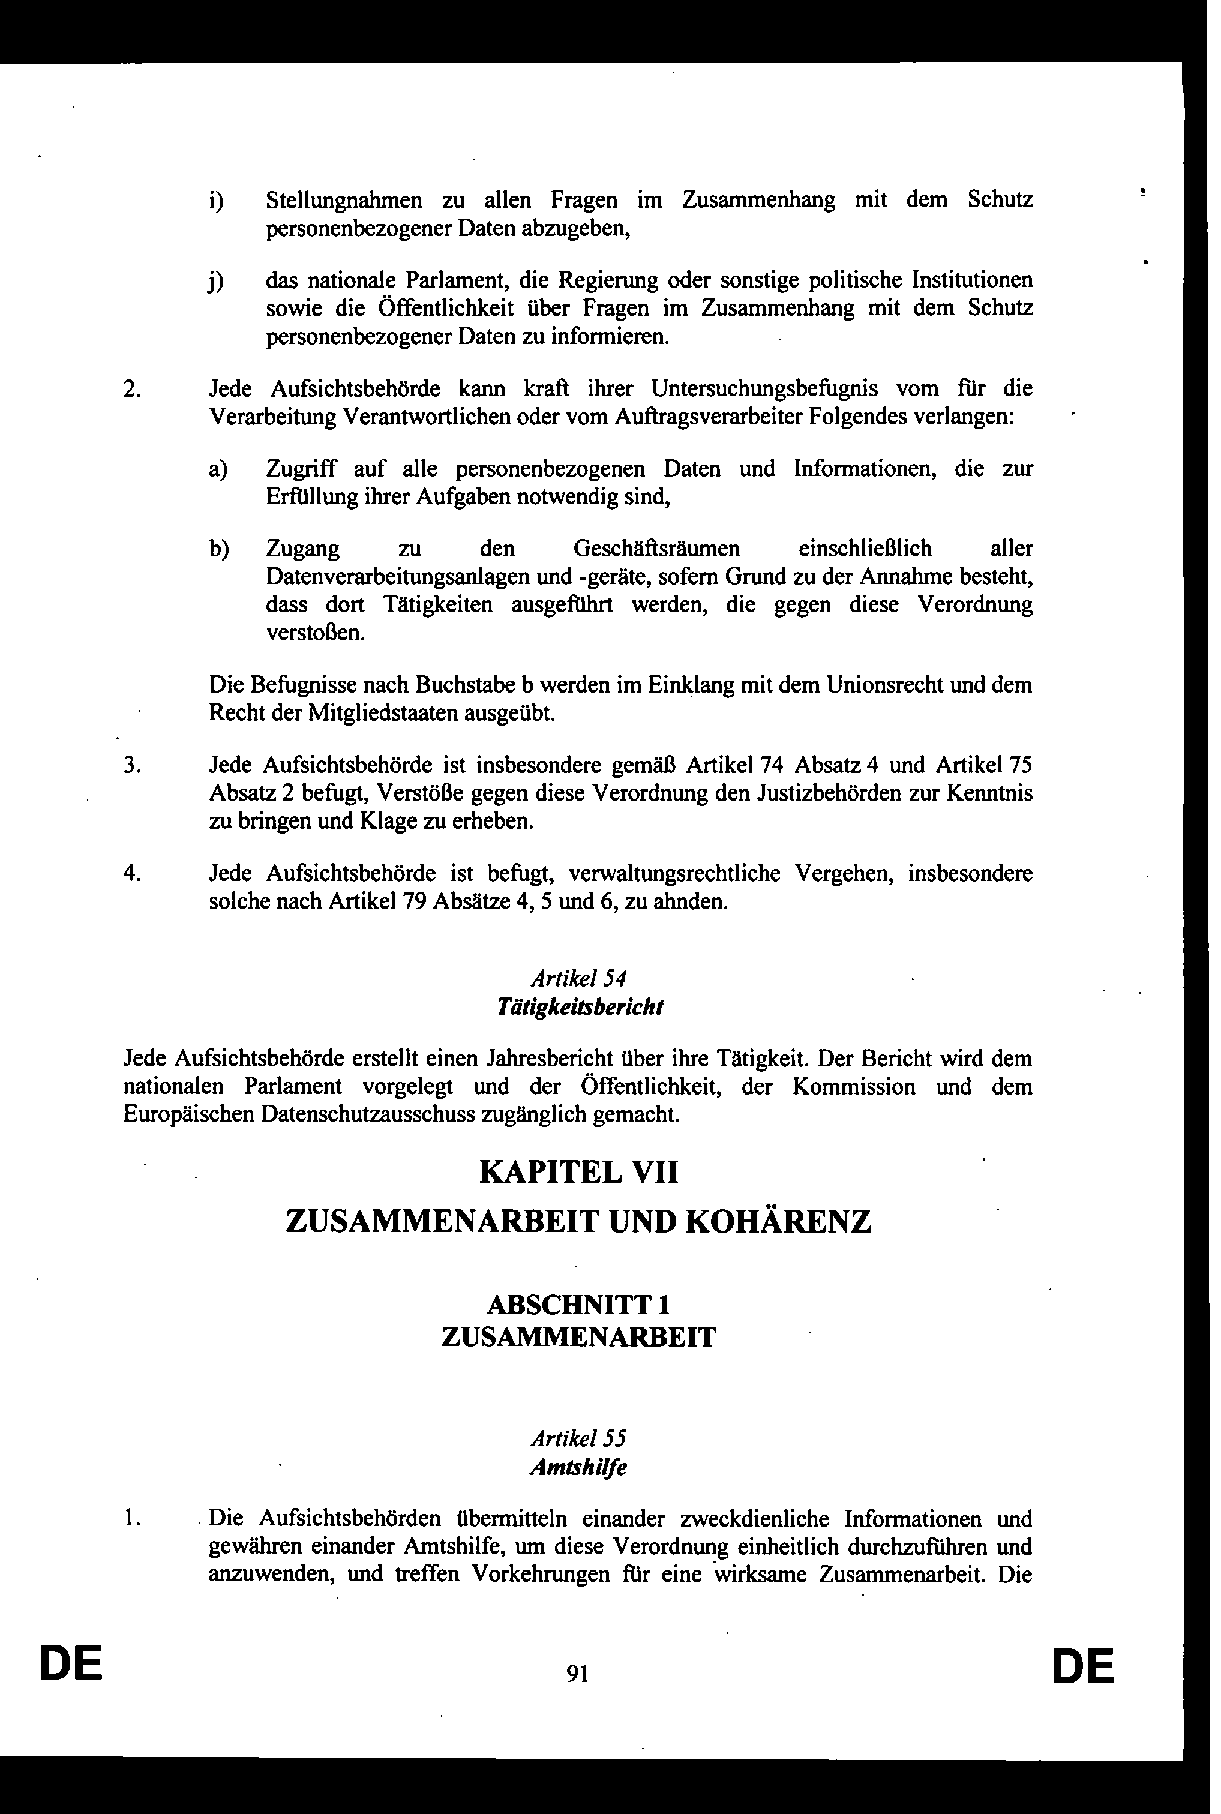 i) Stellungnahmen zu allen Fragen im Zusammenhang mit dem Schutz
personenbezogener Daten abzugeben,
j) das nationale Parlament, die Regierung oder sonstige politische Institutionen
sowie die Öffentlichkeit über Fragen im Zusammenhang mit dem Schutz
personenbezogener Daten zu informieren.
2. Jede Aufsichtsbehörde kann kraft ihrer Untersuchungsbefugnis vom für die
Verarbeitung Verantwortlichen oder vom Auftragsverarbeiter Folgendes verlangen:
a) Zugriff auf alle personenbezogenen Daten und Informationen, die zur
Erfüllung ihrer Aufgaben notwendig sind,
b) Zugang zu den Geschäftsräumen einschließlich aller
Datenverarbeitungsanlagen und -geräte, sofern Grund zu der Annahme besteht,
dass dort Tätigkeiten ausgeführt werden, die gegen diese Verordnung
verstoßen.
Die Befugnisse nach Buchstabe b werden im Einklang mit dem Unionsrecht und dem
Recht der Mitgliedstaaten ausgeübt.
3. Jede Aufsichtsbehörde ist insbesondere gemäß Artikel 74 Absatz 4 und Artikel 75
Absatz 2 befugt, Verstöße gegen diese Verordnung den Justizbehörden zur Kenntnis
zu bringen und Klage zu erheben.
4. Jede Aufsichtsbehörde ist befugt, verwaltungsrechtliche Vergehen, insbesondere
solche nach Artikel 79 Absätze 4, 5 und 6, zu ahnden.
Artikel 54
Tätigkeitsbericht
Jede Aufsichtsbehörde erstellt einen Jahresbericht über ihre Tätigkeit. Der Bericht wird dem
nationalen Parlament vorgelegt und der Öffentlichkeit, der Kommission und dem
Europäischen Datenschutzausschuss zugänglich gemacht.
KAPITEL VII
ZUSAMMENARBEIT UND KOHÄRENZ
ABSCHNITT 1
ZUSAMMENARBEIT
Artikel 55
Amtshilfe
1. Die Aufsichtsbehörden übermitteln einander zweckdienliche Informationen und
gewähren einander Amtshilfe, um diese Verordnung einheitlich durchzuführen und
anzuwenden, und treffen Vorkehrungen für eine wirksame Zusammenarbeit. Die
DE 91 DE